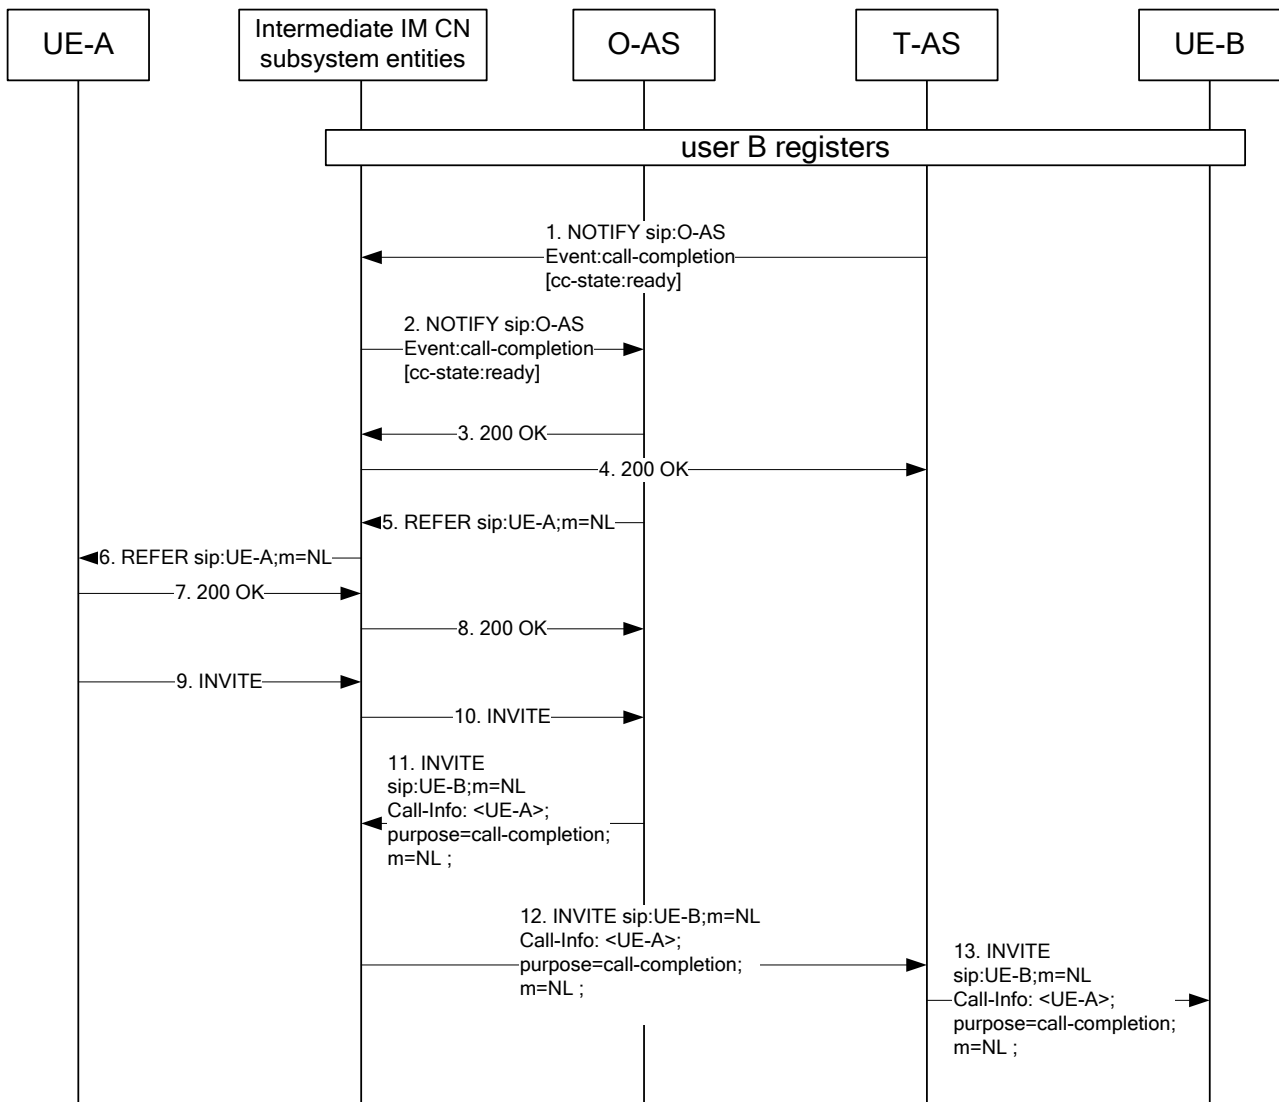 UE-A
Intermediate IM CN
subsystem entities
O-AS
T-AS
UE-B
user B registers
1. NOTIFY sip:O-AS
Event:call-completion
[cc-state:ready]
2. NOTIFY sip:O-AS
Event:call-completion
[cc-state:ready]
3. 200 OK
4. 200 OK
5. REFER sip:UE-A;m=NL
6. REFER sip:UE-A;m=NL
7. 200 OK
8. 200 OK
9. INVITE
10. INVITE
11. INVITE
sip:UE-B;m=NL
Call-Info: <UE-A>;
purpose=call-completion;
m=NL ;
12. INVITE sip:UE-B;m=NL
Call-Info: <UE-A>;
purpose=call-completion;
m=NL ;
13. INVITE
sip:UE-B;m=NL
Call-Info: <UE-A>;
purpose=call-completion;
m=NL ;